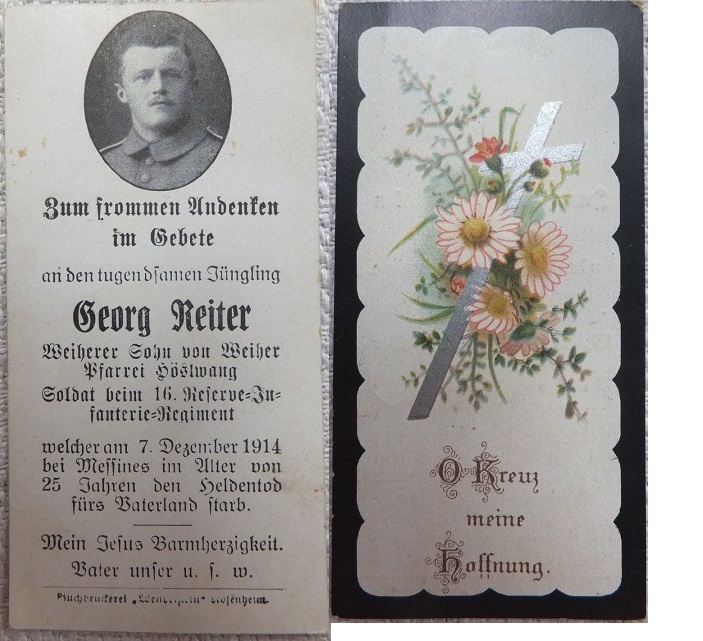 Zum frommen Andenken
im Gebete
an den tugendsamen Jüngling
Georg Reiter
Weiherer Sohn von Weiher
Pfarrei Höslwang
Soldat beim 16. Reserve-In-
fanterie-Regiment
welcher am 7. Dezember 1914
bei Messines im Alter von
25 Jahren den Heldentod
fürs Vaterland starb.
Mein Jesus Barmherzigkeit.
Vater unser u. s. w.
Rosenheim.
O Kreuz
meine
Hoffnung.